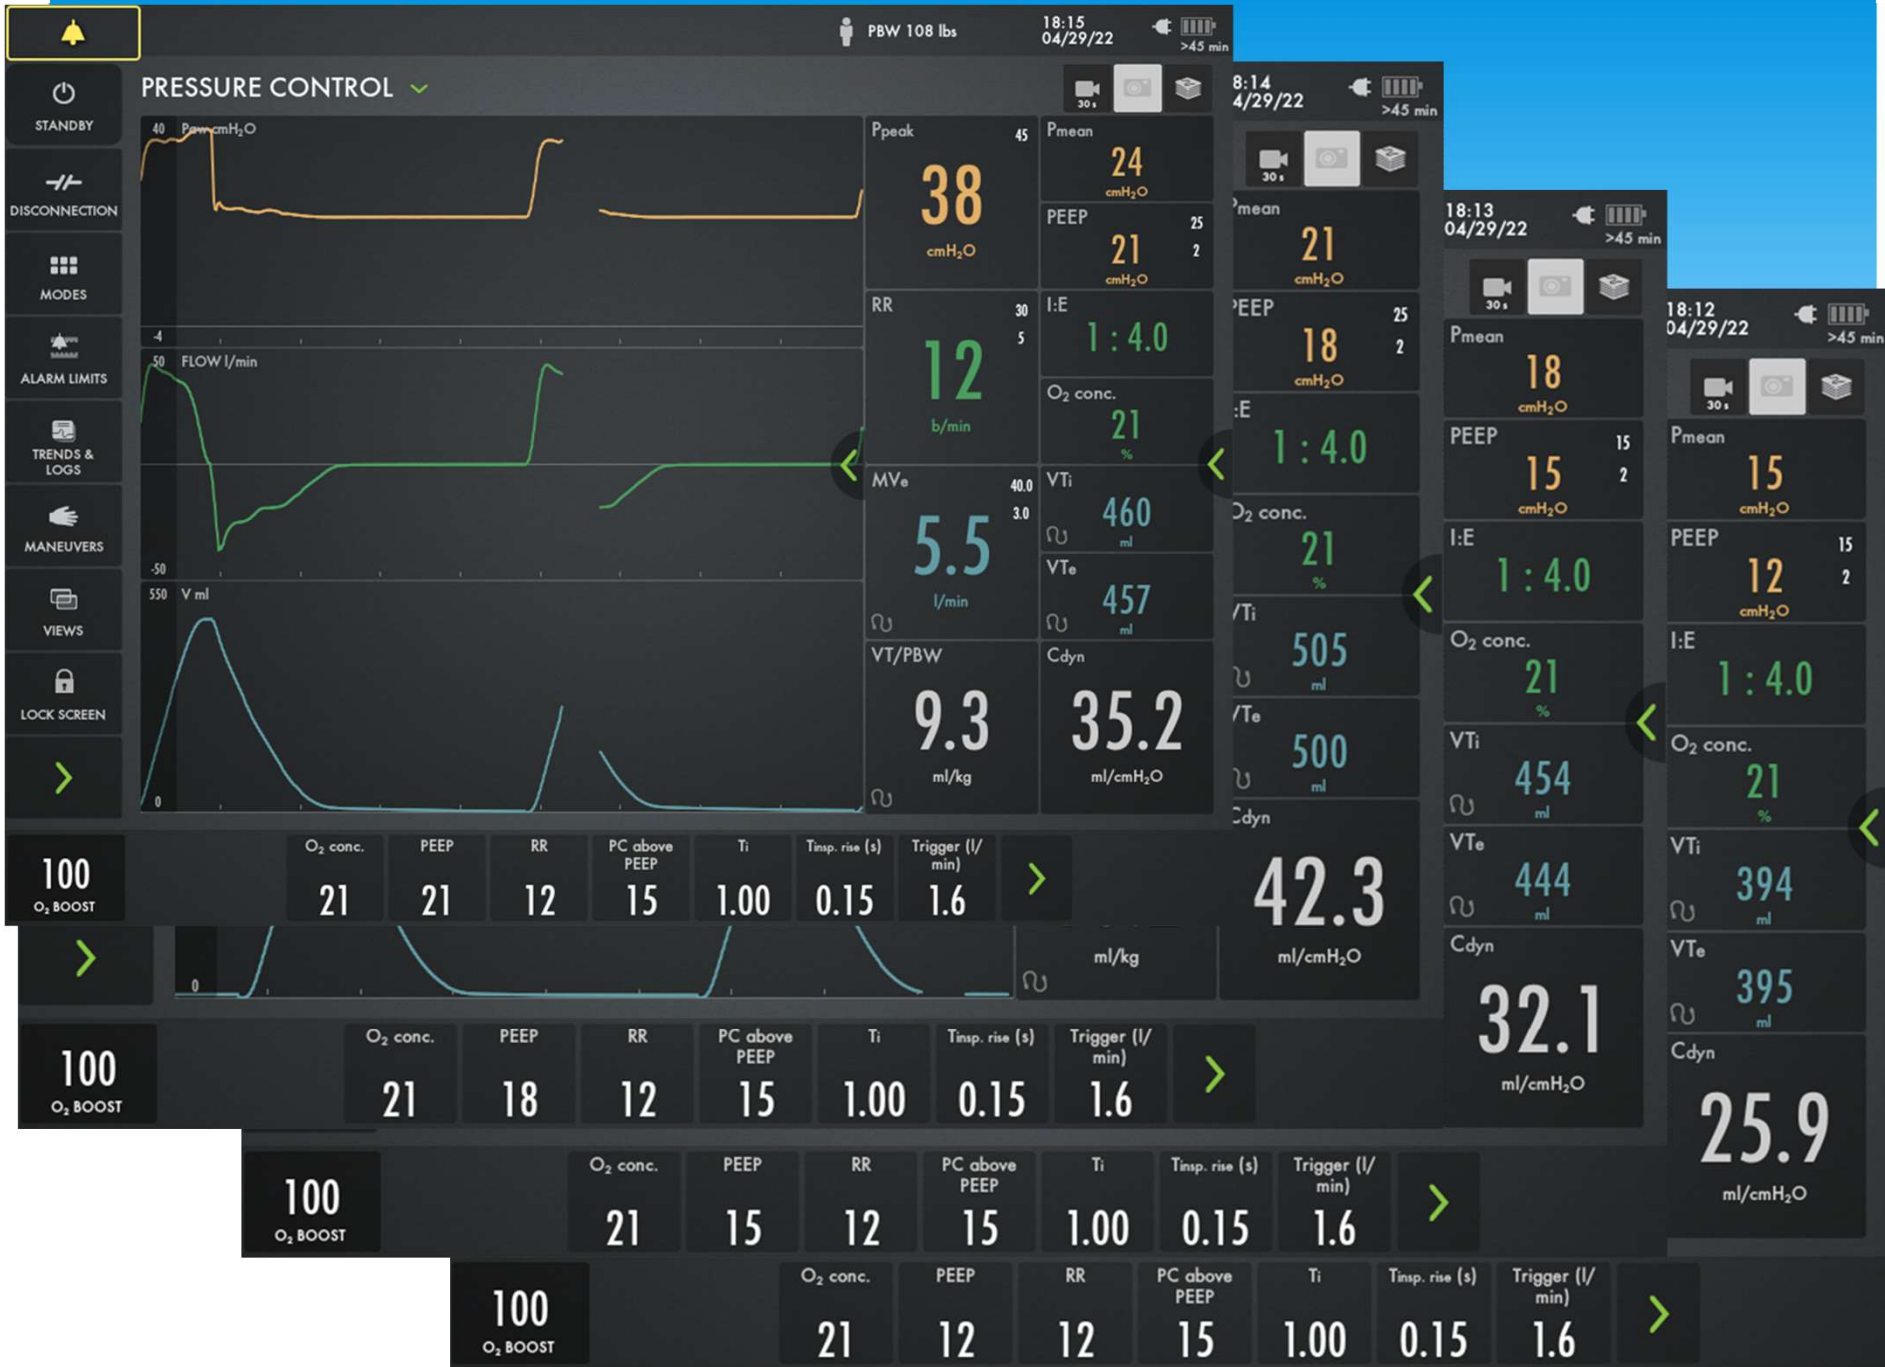 PBW 108 lbs
18:15
04/29/22
>45 min
STANDBY
DISCONNECTION
MODES
ALARM LIMITS
TRENDS &
LOGS
MANEUVERS
VIEWS
LOCK SCREEN
PRESSURE CONTROL
30 s
40 Paw cmH₂O
-4
50 FLOW l/min
-50
550 V ml
0
Ppeak
45
38
cmH₂O
Pmean
24
cmH₂O
PEEP
25
21
2
cmH₂O
RR
30
5
12
b/min
I:E
1 : 4.0
O₂ conc.
21
%
MVe
40.0
3.0
5.5
l/min
VTi
460
ml
VTe
457
ml
VT/PBW
9.3
ml/kg
Cdyn
35.2
ml/cmH₂O
100
O₂ BOOST
O₂ conc.
21
PEEP
21
RR
12
PC above
PEEP
15
Ti
1.00
Tinsp. rise (s)
0.15
Trigger (l/
min)
1.6
8:14
4/29/22
>45 min
30 s
Pmean
21
cmH₂O
PEEP
25
18
2
cmH₂O
:E
1 : 4.0
O₂ conc.
21
%
VTi
505
ml
VTe
500
ml
Cdyn
42.3
ml/cmH₂O
0
ml/kg
100
O₂ BOOST
O₂ conc.
21
PEEP
18
RR
12
PC above
PEEP
15
Ti
1.00
Tinsp. rise (s)
0.15
Trigger (l/
min)
1.6
18:13
04/29/22
>45 min
30 s
Pmean
18
cmH₂O
PEEP
15
15
2
cmH₂O
I:E
1 : 4.0
O₂ conc.
21
%
VTi
454
ml
VTe
444
ml
Cdyn
32.1
ml/cmH₂O
100
O₂ BOOST
O₂ conc.
21
PEEP
15
RR
12
PC above
PEEP
15
Ti
1.00
Tinsp. rise (s)
0.15
Trigger (l/
min)
1.6
18:12
04/29/22
>45 min
30 s
Pmean
15
cmH₂O
PEEP
15
12
2
cmH₂O
I:E
1 : 4.0
O₂ conc.
21
%
VTi
394
ml
VTe
395
ml
Cdyn
25.9
ml/cmH₂O
100
O₂ BOOST
O₂ conc.
21
PEEP
12
RR
12
PC above
PEEP
15
Ti
1.00
Tinsp. rise (s)
0.15
Trigger (l/
min)
1.6